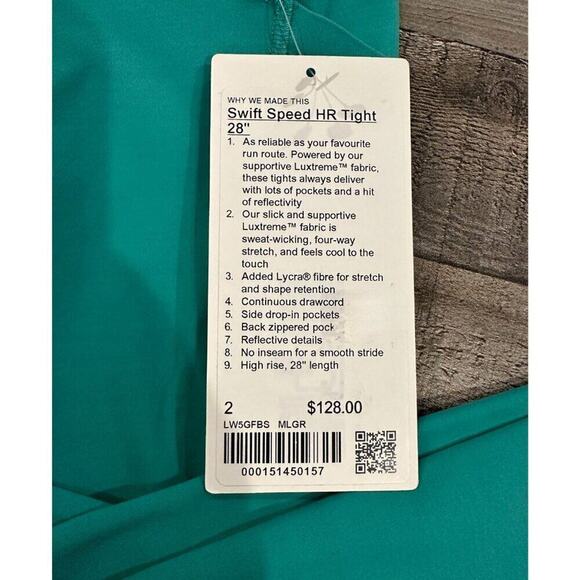 WHY WE MADE THIS
Swift Speed HR Tight
28"
1. As reliable as your favourite
run route. Powered by our
supportive Luxtreme™ fabric,
these tights always deliver
with lots of pockets and a hit
of reflectivity
2. Our slick and supportive
Luxtreme™ fabric is
sweat-wicking, four-way
stretch, and feels cool to the
touch
3. Added Lycra® fibre for stretch
and shape retention
4. Continuous drawcord
5. Side drop-in pockets
6. Back zippered pock
7. Reflective details
8. No inseam for a smooth stride
9. High rise, 28" length
2 $128.00
LW5GFBS MLGR
000151450157